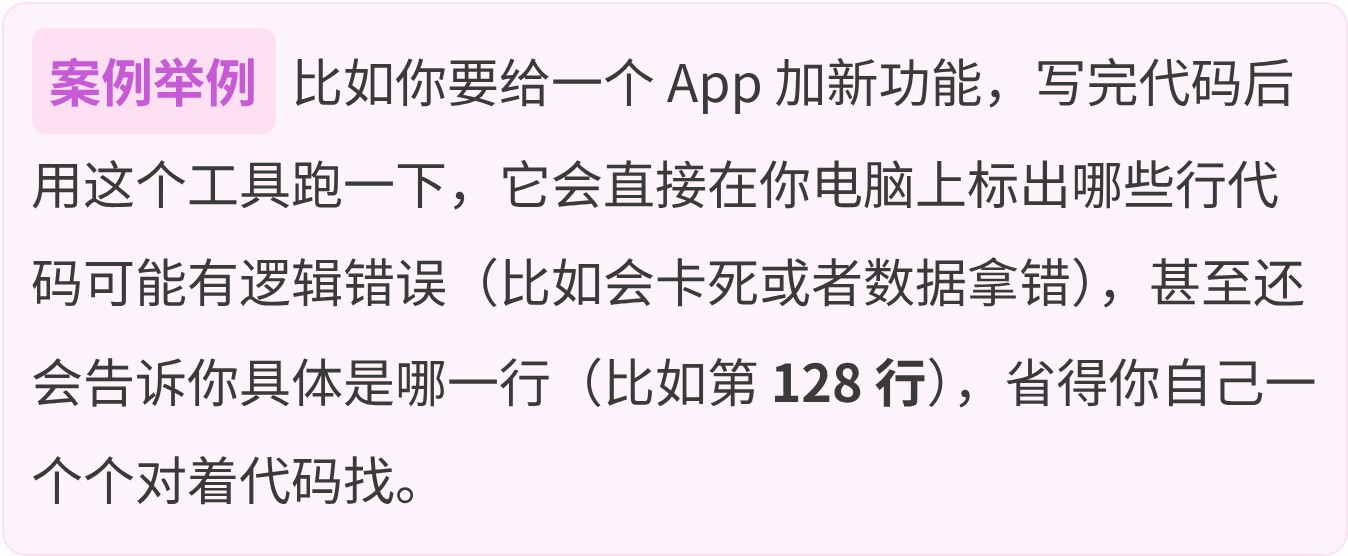 案例举例 比如你要给一个 App 加新功能，写完代码后
用这个工具跑一下，它会直接在你电脑上标出哪些行代
码可能有逻辑错误（比如会卡死或者数据拿错），甚至还
会告诉你具体是哪一行（比如第 128 行），省得你自己一
个个对着代码找。